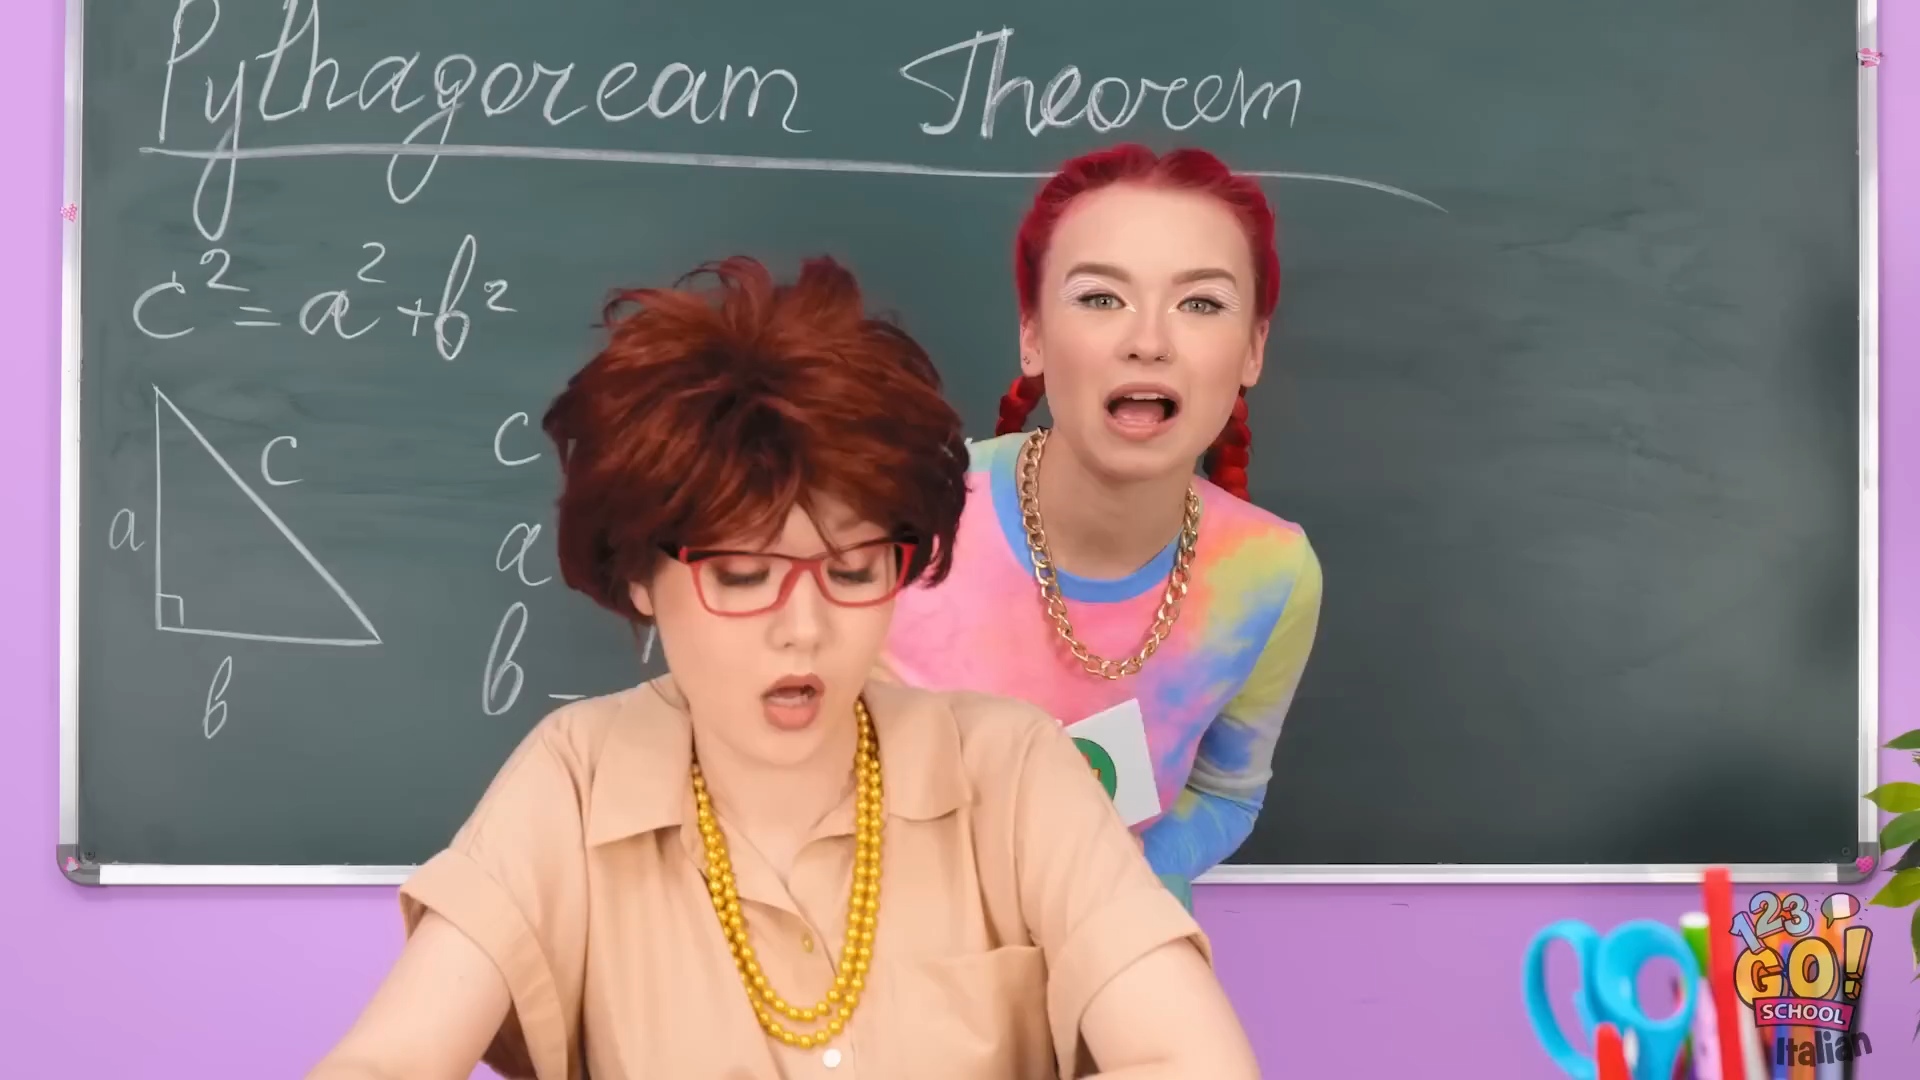 Pythagoream Theorem
c² = a² + b²
c
a
c
a
b
b –
123
GO!
SCHOOL
Italian